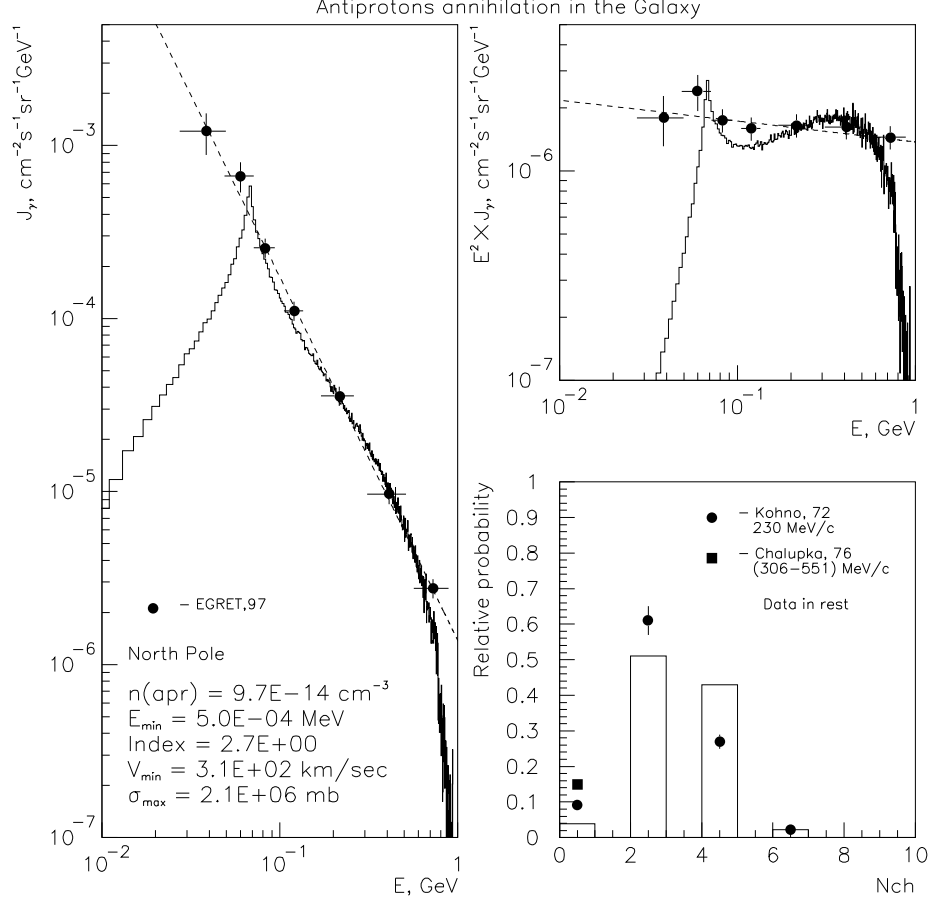 Antiprotons annihilation in the Galaxy
J_γ, cm⁻²s⁻¹sr⁻¹GeV⁻¹
10⁻³
10⁻⁴
10⁻⁵
10⁻⁶
10⁻⁷
● – EGRET,97
North Pole
n(apr) = 9.7E−14 cm⁻³
E_min = 5.0E−04 MeV
Index = 2.7E+00
V_min = 3.1E+02 km/sec
σ_max = 2.1E+06 mb
10⁻² 10⁻¹ 1
E, GeV
E² × J_γ, cm⁻²s⁻¹sr⁻¹GeV⁻¹
10⁻⁶
10⁻⁷
10⁻² 10⁻¹ 1
E, GeV
Relative probability
1
0.9
0.8
0.7
0.6
0.5
0.4
0.3
0.2
0.1
0
● – Kohno, 72
230 MeV/c
■ – Chalupka, 76
(306−551) MeV/c
Data in rest
0 2 4 6 8 10
Nch